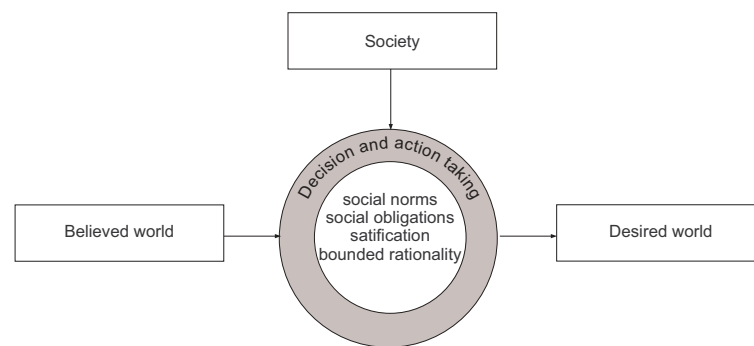 Society
Decision and action taking
social norms
social obligations
satification
bounded rationality
Believed world
Desired world